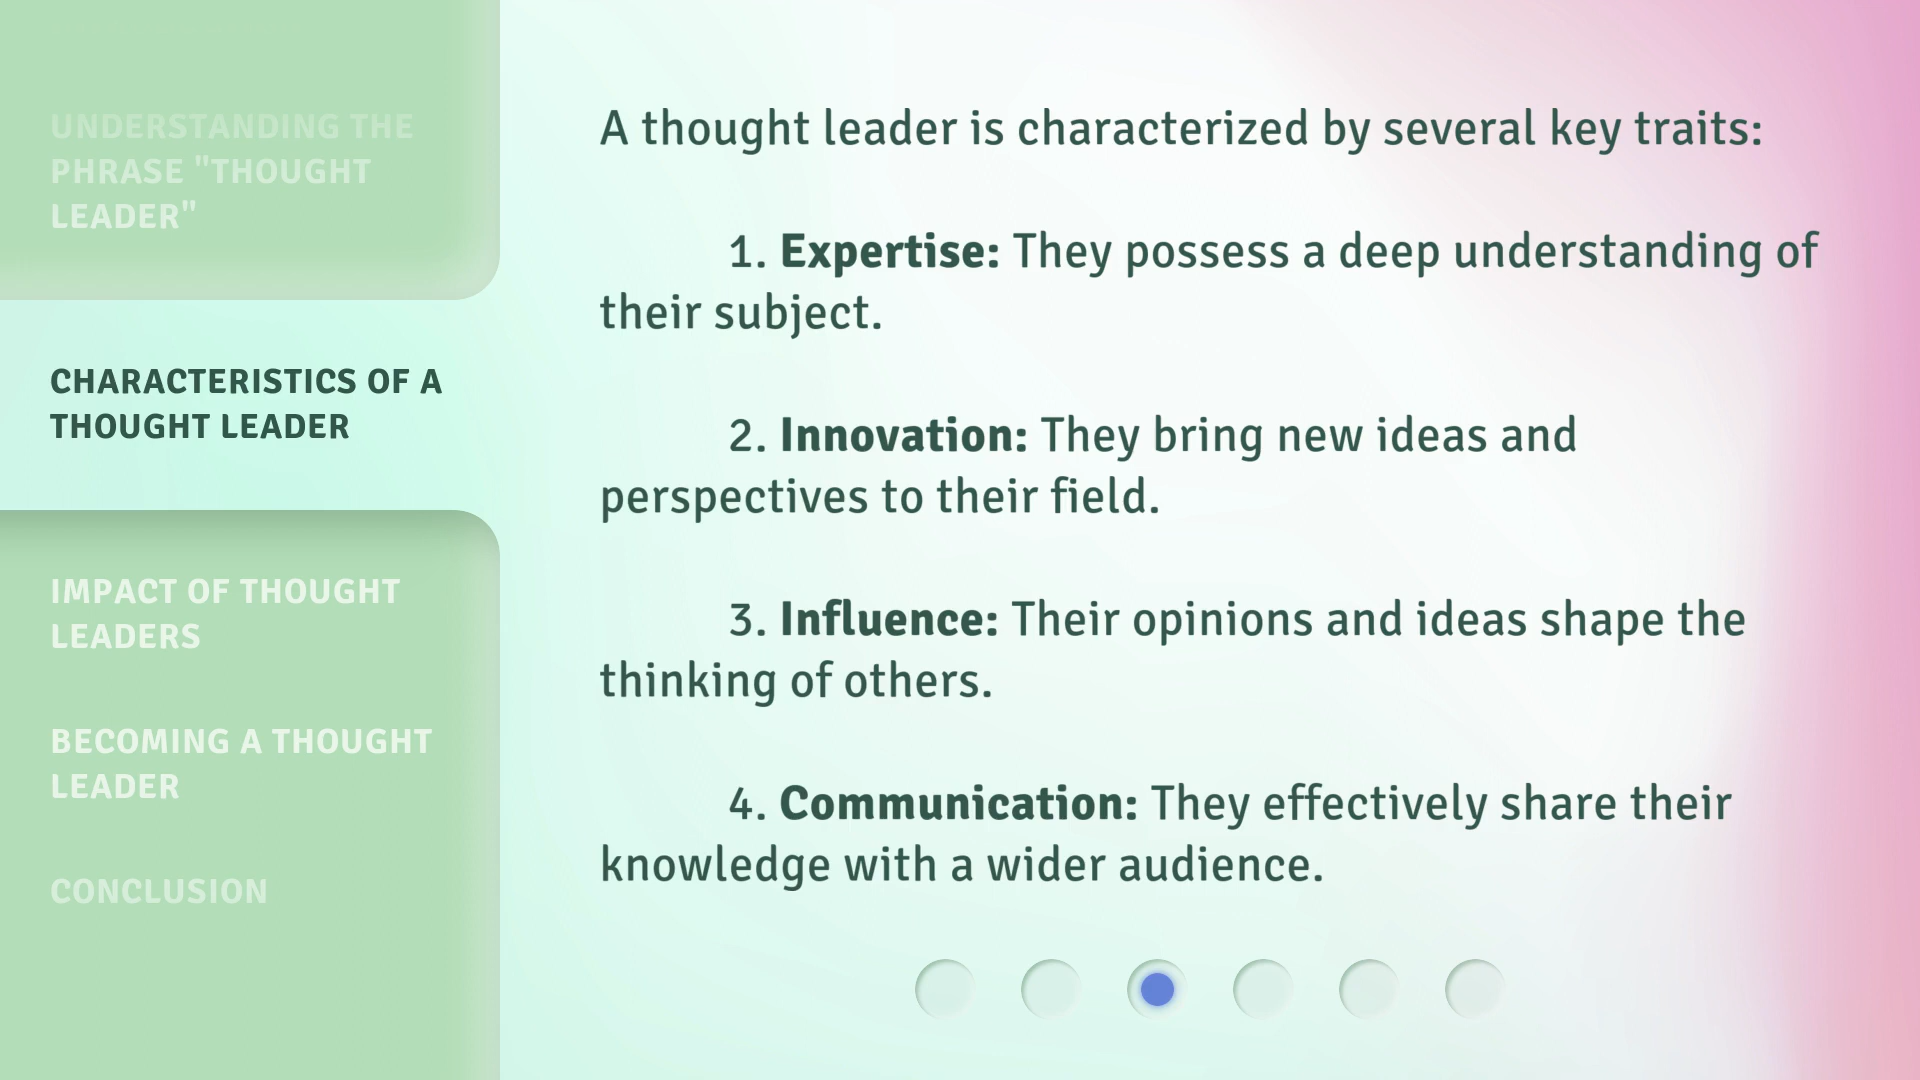 UNDERSTANDING THE
PHRASE "THOUGHT
LEADER"
CHARACTERISTICS OF A
THOUGHT LEADER
IMPACT OF THOUGHT
LEADERS
BECOMING A THOUGHT
LEADER
CONCLUSION
A thought leader is characterized by several key traits:
1. Expertise: They possess a deep understanding of
their subject.
2. Innovation: They bring new ideas and
perspectives to their field.
3. Influence: Their opinions and ideas shape the
thinking of others.
4. Communication: They effectively share their
knowledge with a wider audience.